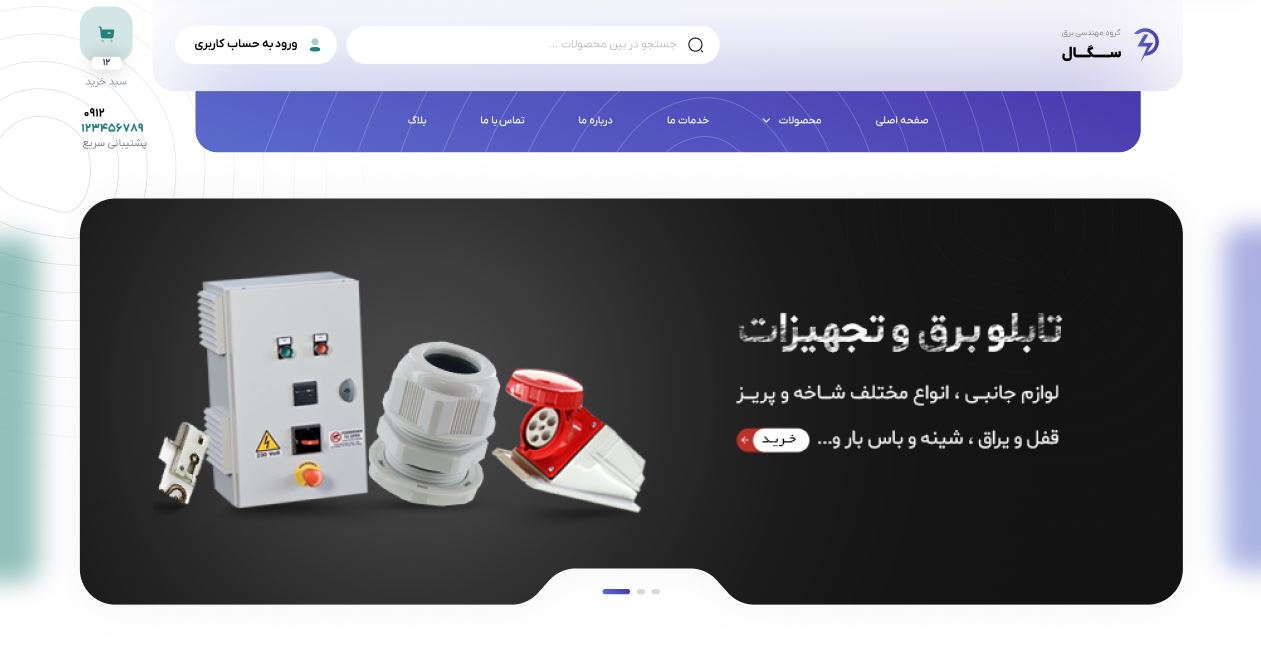 گروه مهندسی برق
سگال
جستجو در بین محصولات ...
ورود به حساب کاربری
۱۲
سبد خرید
۰۹۱۲
۱۲۳۴۵۶۷۸۹
پشتیبانی سریع
صفحه اصلی
محصولات
خدمات ما
درباره ما
تماس با ما
بلاگ
تابلو برق و تجهیزات
لوازم جانبی ، انواع مختلف شاخه و پریز
قفل و یراق ، شینه و باس بار و...
خرید
230 Volt